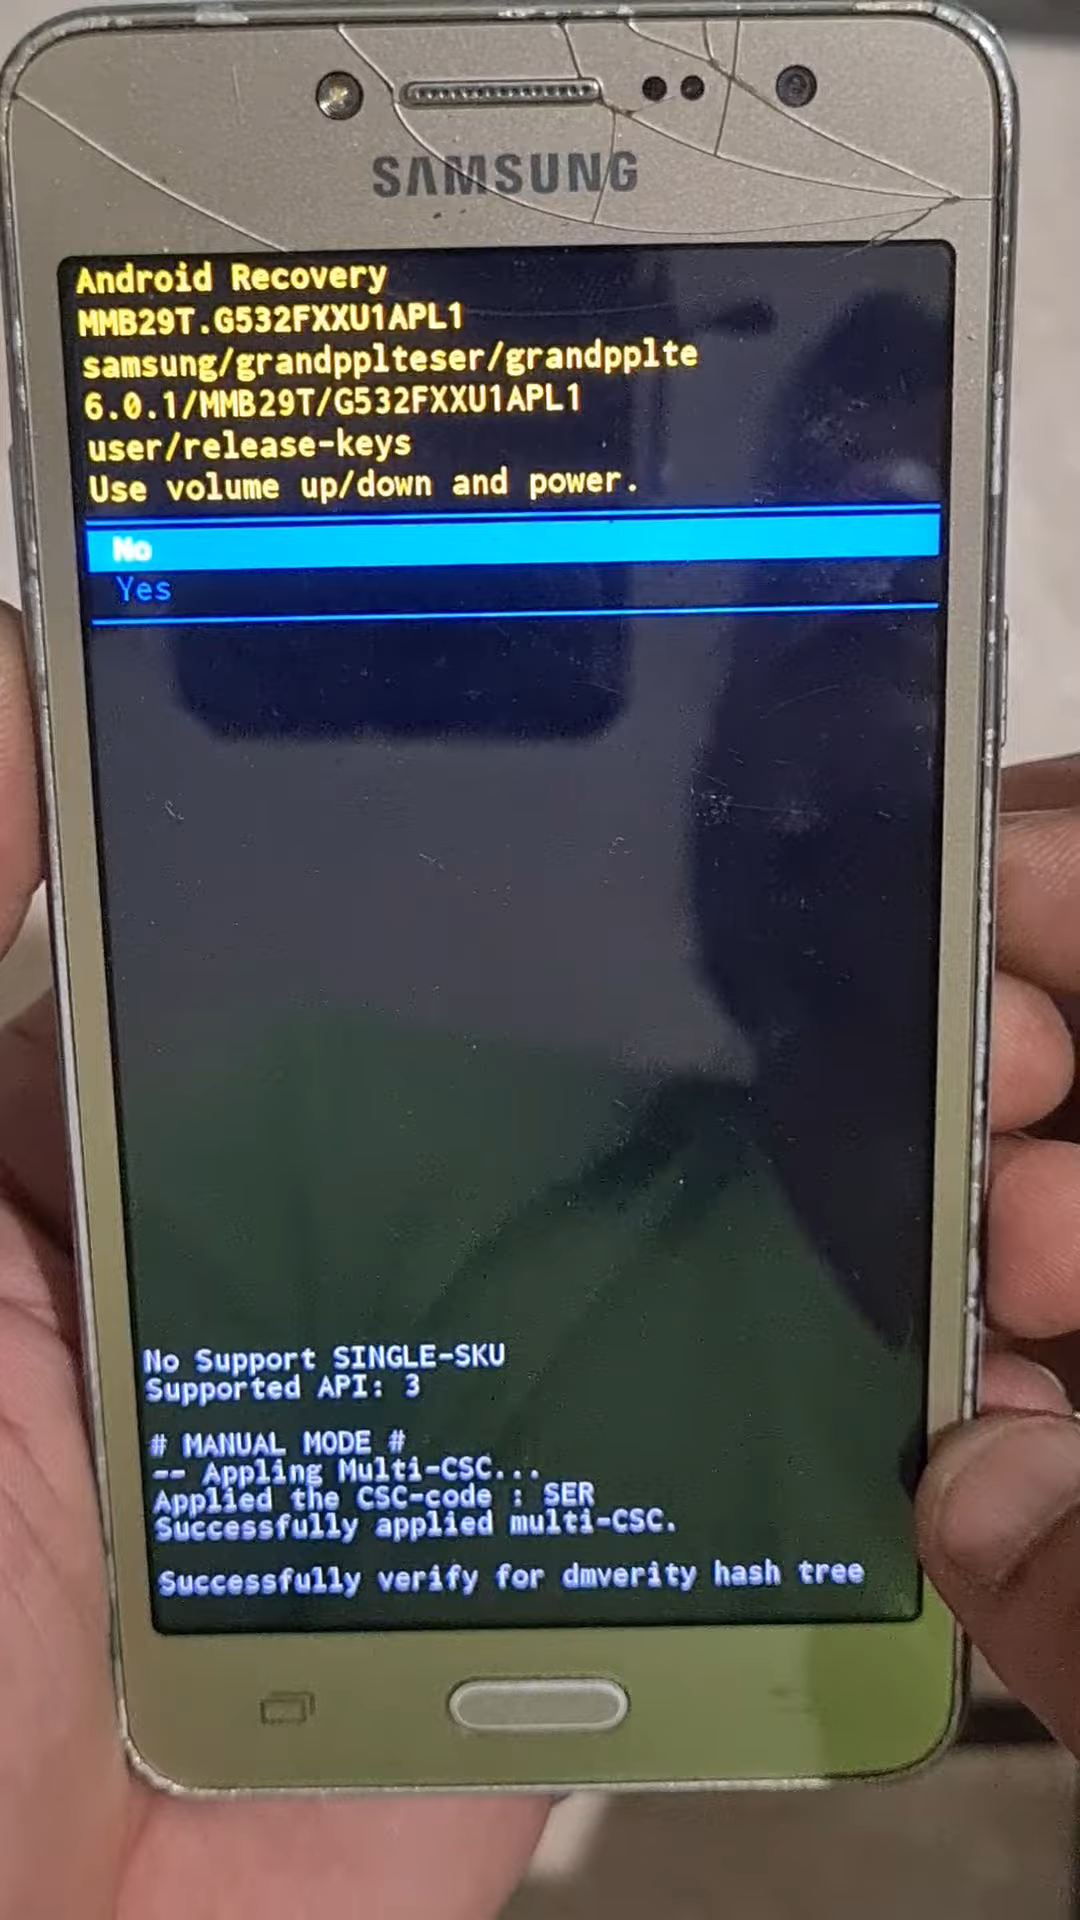 SAMSUNG
Android Recovery
MMB29T.G532FXXU1APL1
samsung/grandpplteser/grandpplte
6.0.1/MMB29T/G532FXXU1APL1
user/release-keys
Use volume up/down and power.
No
Yes
No Support SINGLE-SKU
Supported API: 3
# MANUAL MODE #
-- Appling Multi-CSC...
Applied the CSC-code : SER
Successfully applied multi-CSC.
Successfully verify for dmverity hash tree